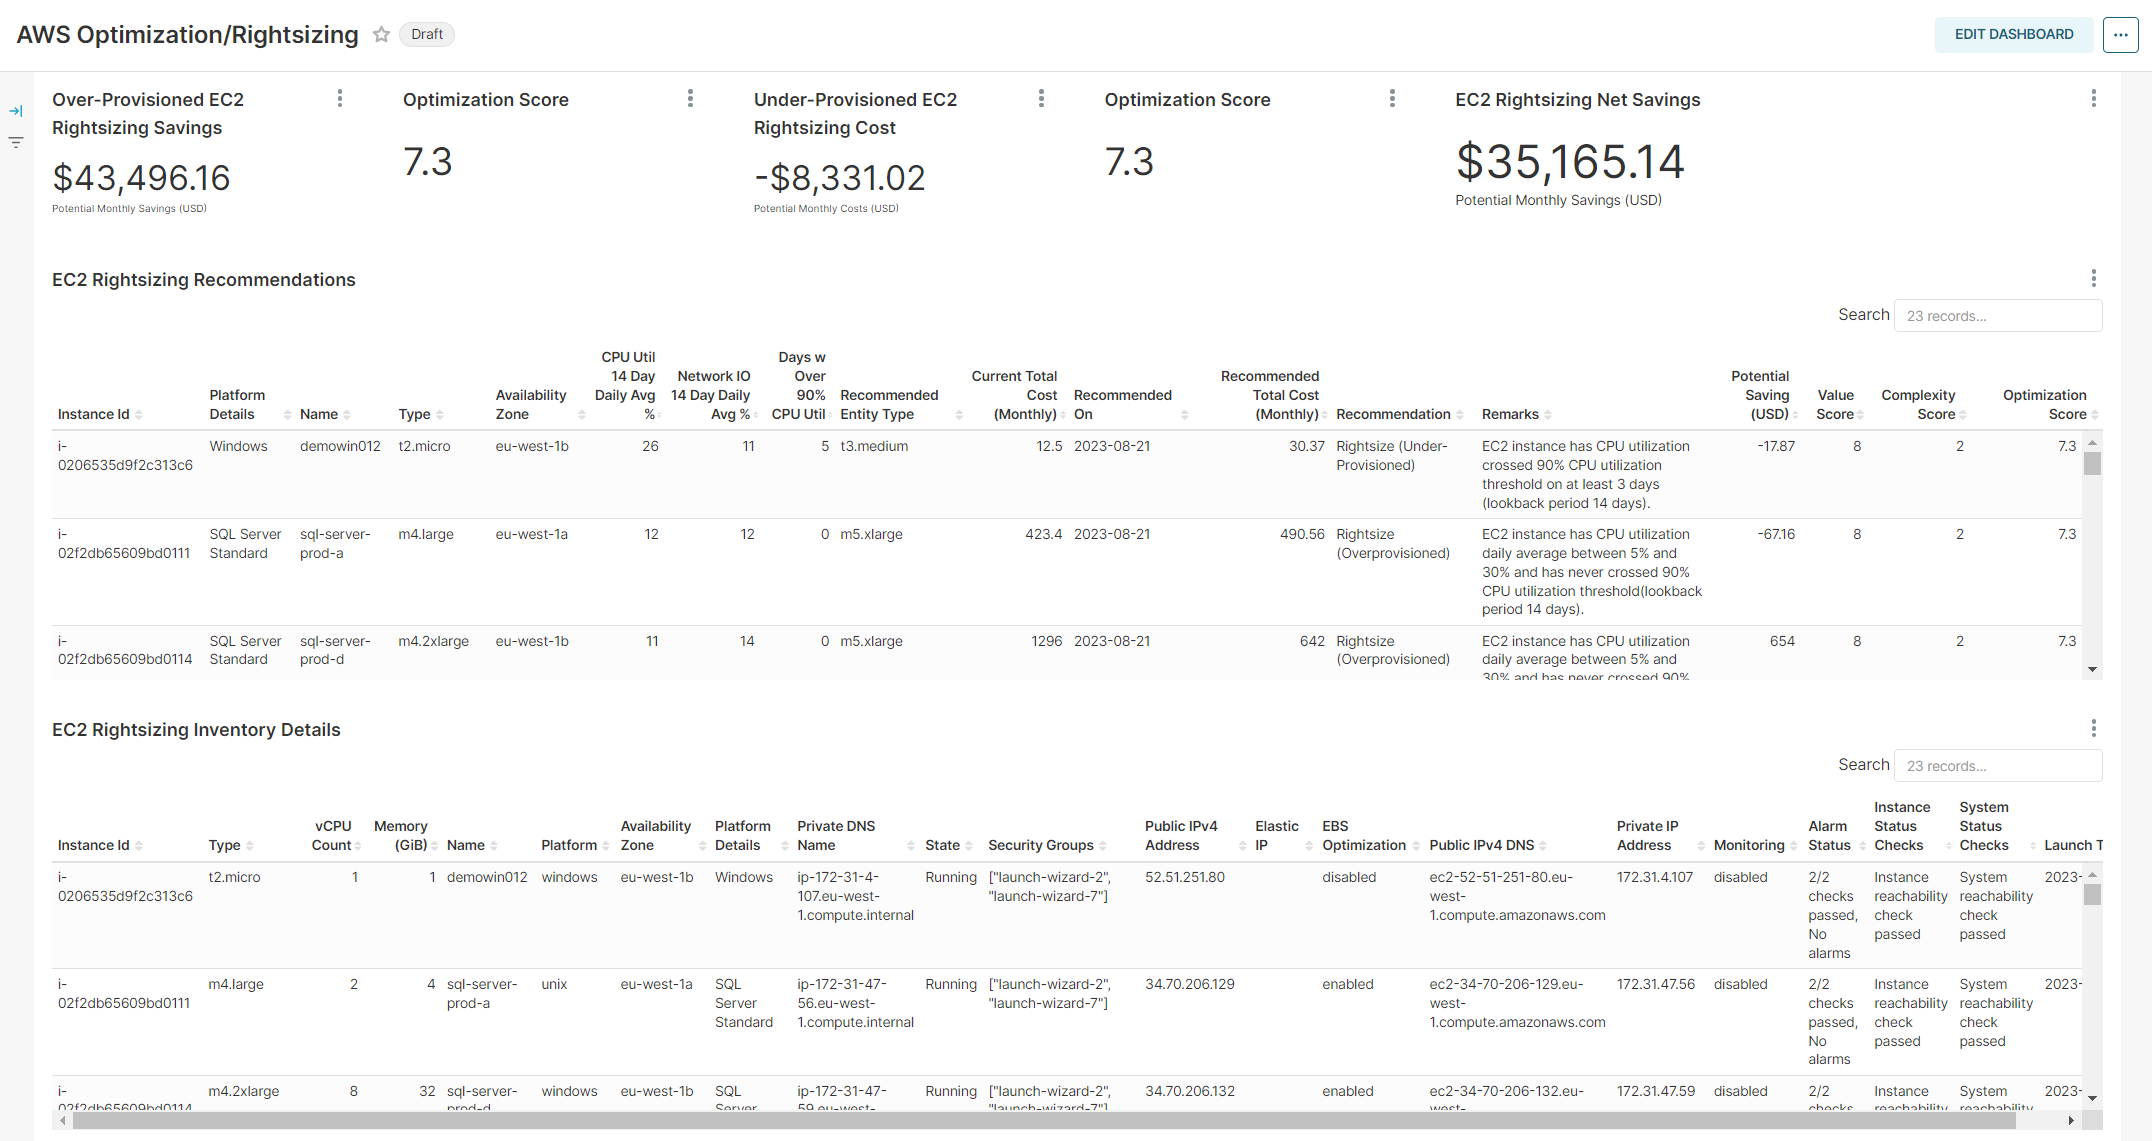 AWS Optimization/Rightsizing Draft EDIT DASHBOARD
Over-Provisioned EC2
Rightsizing Savings
$43,496.16
Potential Monthly Savings (USD)
Optimization Score
7.3
Under-Provisioned EC2
Rightsizing Cost
-$8,331.02
Potential Monthly Costs (USD)
Optimization Score
7.3
EC2 Rightsizing Net Savings
$35,165.14
Potential Monthly Savings (USD)
EC2 Rightsizing Recommendations
Search 23 records...
Instance Id
Platform
Details
Name
Type
Availability
Zone
CPU Util
14 Day
Daily Avg
%
Network IO
14 Day Daily
Avg %
Days w
Over
90%
CPU Util
Recommended
Entity Type
Current Total
Cost
(Monthly)
Recommended
On
Recommended
Total Cost
(Monthly)
Recommendation
Remarks
Potential
Saving
(USD)
Value
Score
Complexity
Score
Optimization
Score
i-
0206535d9f2c313c6
Windows
demowin012
t2.micro
eu-west-1b
26
11
5
t3.medium
12.5
2023-08-21
30.37
Rightsize (Under-
Provisioned)
EC2 instance has CPU utilization
crossed 90% CPU utilization
threshold on at least 3 days
(lookback period 14 days).
-17.87
8
2
7.3
i-
02f2db65609bd0111
SQL Server
Standard
sql-server-
prod-a
m4.large
eu-west-1a
12
12
0
m5.xlarge
423.4
2023-08-21
490.56
Rightsize
(Overprovisioned)
EC2 instance has CPU utilization
daily average between 5% and
30% and has never crossed 90%
CPU utilization threshold(lookback
period 14 days).
-67.16
8
2
7.3
i-
02f2db65609bd0114
SQL Server
Standard
sql-server-
prod-d
m4.2xlarge
eu-west-1b
11
14
0
m5.xlarge
1296
2023-08-21
642
Rightsize
(Overprovisioned)
EC2 instance has CPU utilization
daily average between 5% and
30% and has never crossed 90%
654
8
2
7.3
EC2 Rightsizing Inventory Details
Search 23 records...
Instance Id
Type
vCPU
Count
Memory
(GiB)
Name
Platform
Availability
Zone
Platform
Details
Private DNS
Name
State
Security Groups
Public IPv4
Address
Elastic
IP
EBS
Optimization
Public IPv4 DNS
Private IP
Address
Monitoring
Alarm
Status
Instance
Status
Checks
System
Status
Checks
Launch T
i-
0206535d9f2c313c6
t2.micro
1
1
demowin012
windows
eu-west-1b
Windows
ip-172-31-4-
107.eu-west-
1.compute.internal
Running
["launch-wizard-2",
"launch-wizard-7"]
52.51.251.80
disabled
ec2-52-51-251-80.eu-
west-
1.compute.amazonaws.com
172.31.4.107
disabled
2/2
checks
passed,
No
alarms
Instance
reachability
check
passed
System
reachability
check
passed
2023-
i-
02f2db65609bd0111
m4.large
2
4
sql-server-
prod-a
unix
eu-west-1a
SQL
Server
Standard
ip-172-31-47-
56.eu-west-
1.compute.internal
Running
["launch-wizard-2",
"launch-wizard-7"]
34.70.206.129
enabled
ec2-34-70-206-129.eu-
west-
1.compute.amazonaws.com
172.31.47.56
disabled
2/2
checks
passed,
No
alarms
Instance
reachability
check
passed
System
reachability
check
passed
2023-
i-
02f2db65609bd0114
m4.2xlarge
8
32
sql-server-
prod-d
windows
eu-west-1b
SQL
Server
ip-172-31-47-
59.eu-west-
Running
["launch-wizard-2",
"launch-wizard-7"]
34.70.206.132
enabled
ec2-34-70-206-132.eu-
west-
172.31.47.59
disabled
2/2
checks
Instance
reachability
System
reachability
2023-